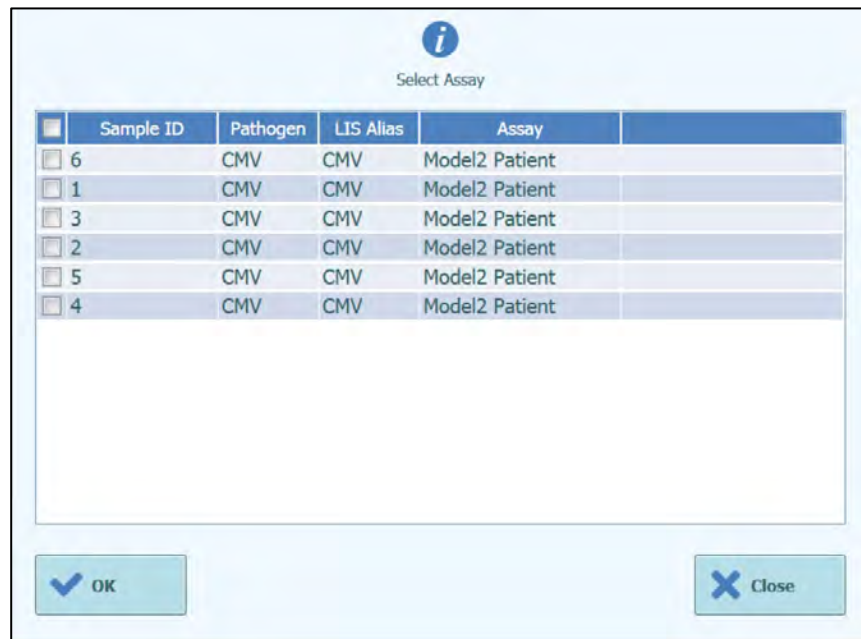 i
Select Assay
Sample ID Pathogen LIS Alias Assay
6 CMV CMV Model2 Patient
1 CMV CMV Model2 Patient
3 CMV CMV Model2 Patient
2 CMV CMV Model2 Patient
5 CMV CMV Model2 Patient
4 CMV CMV Model2 Patient
OK Close